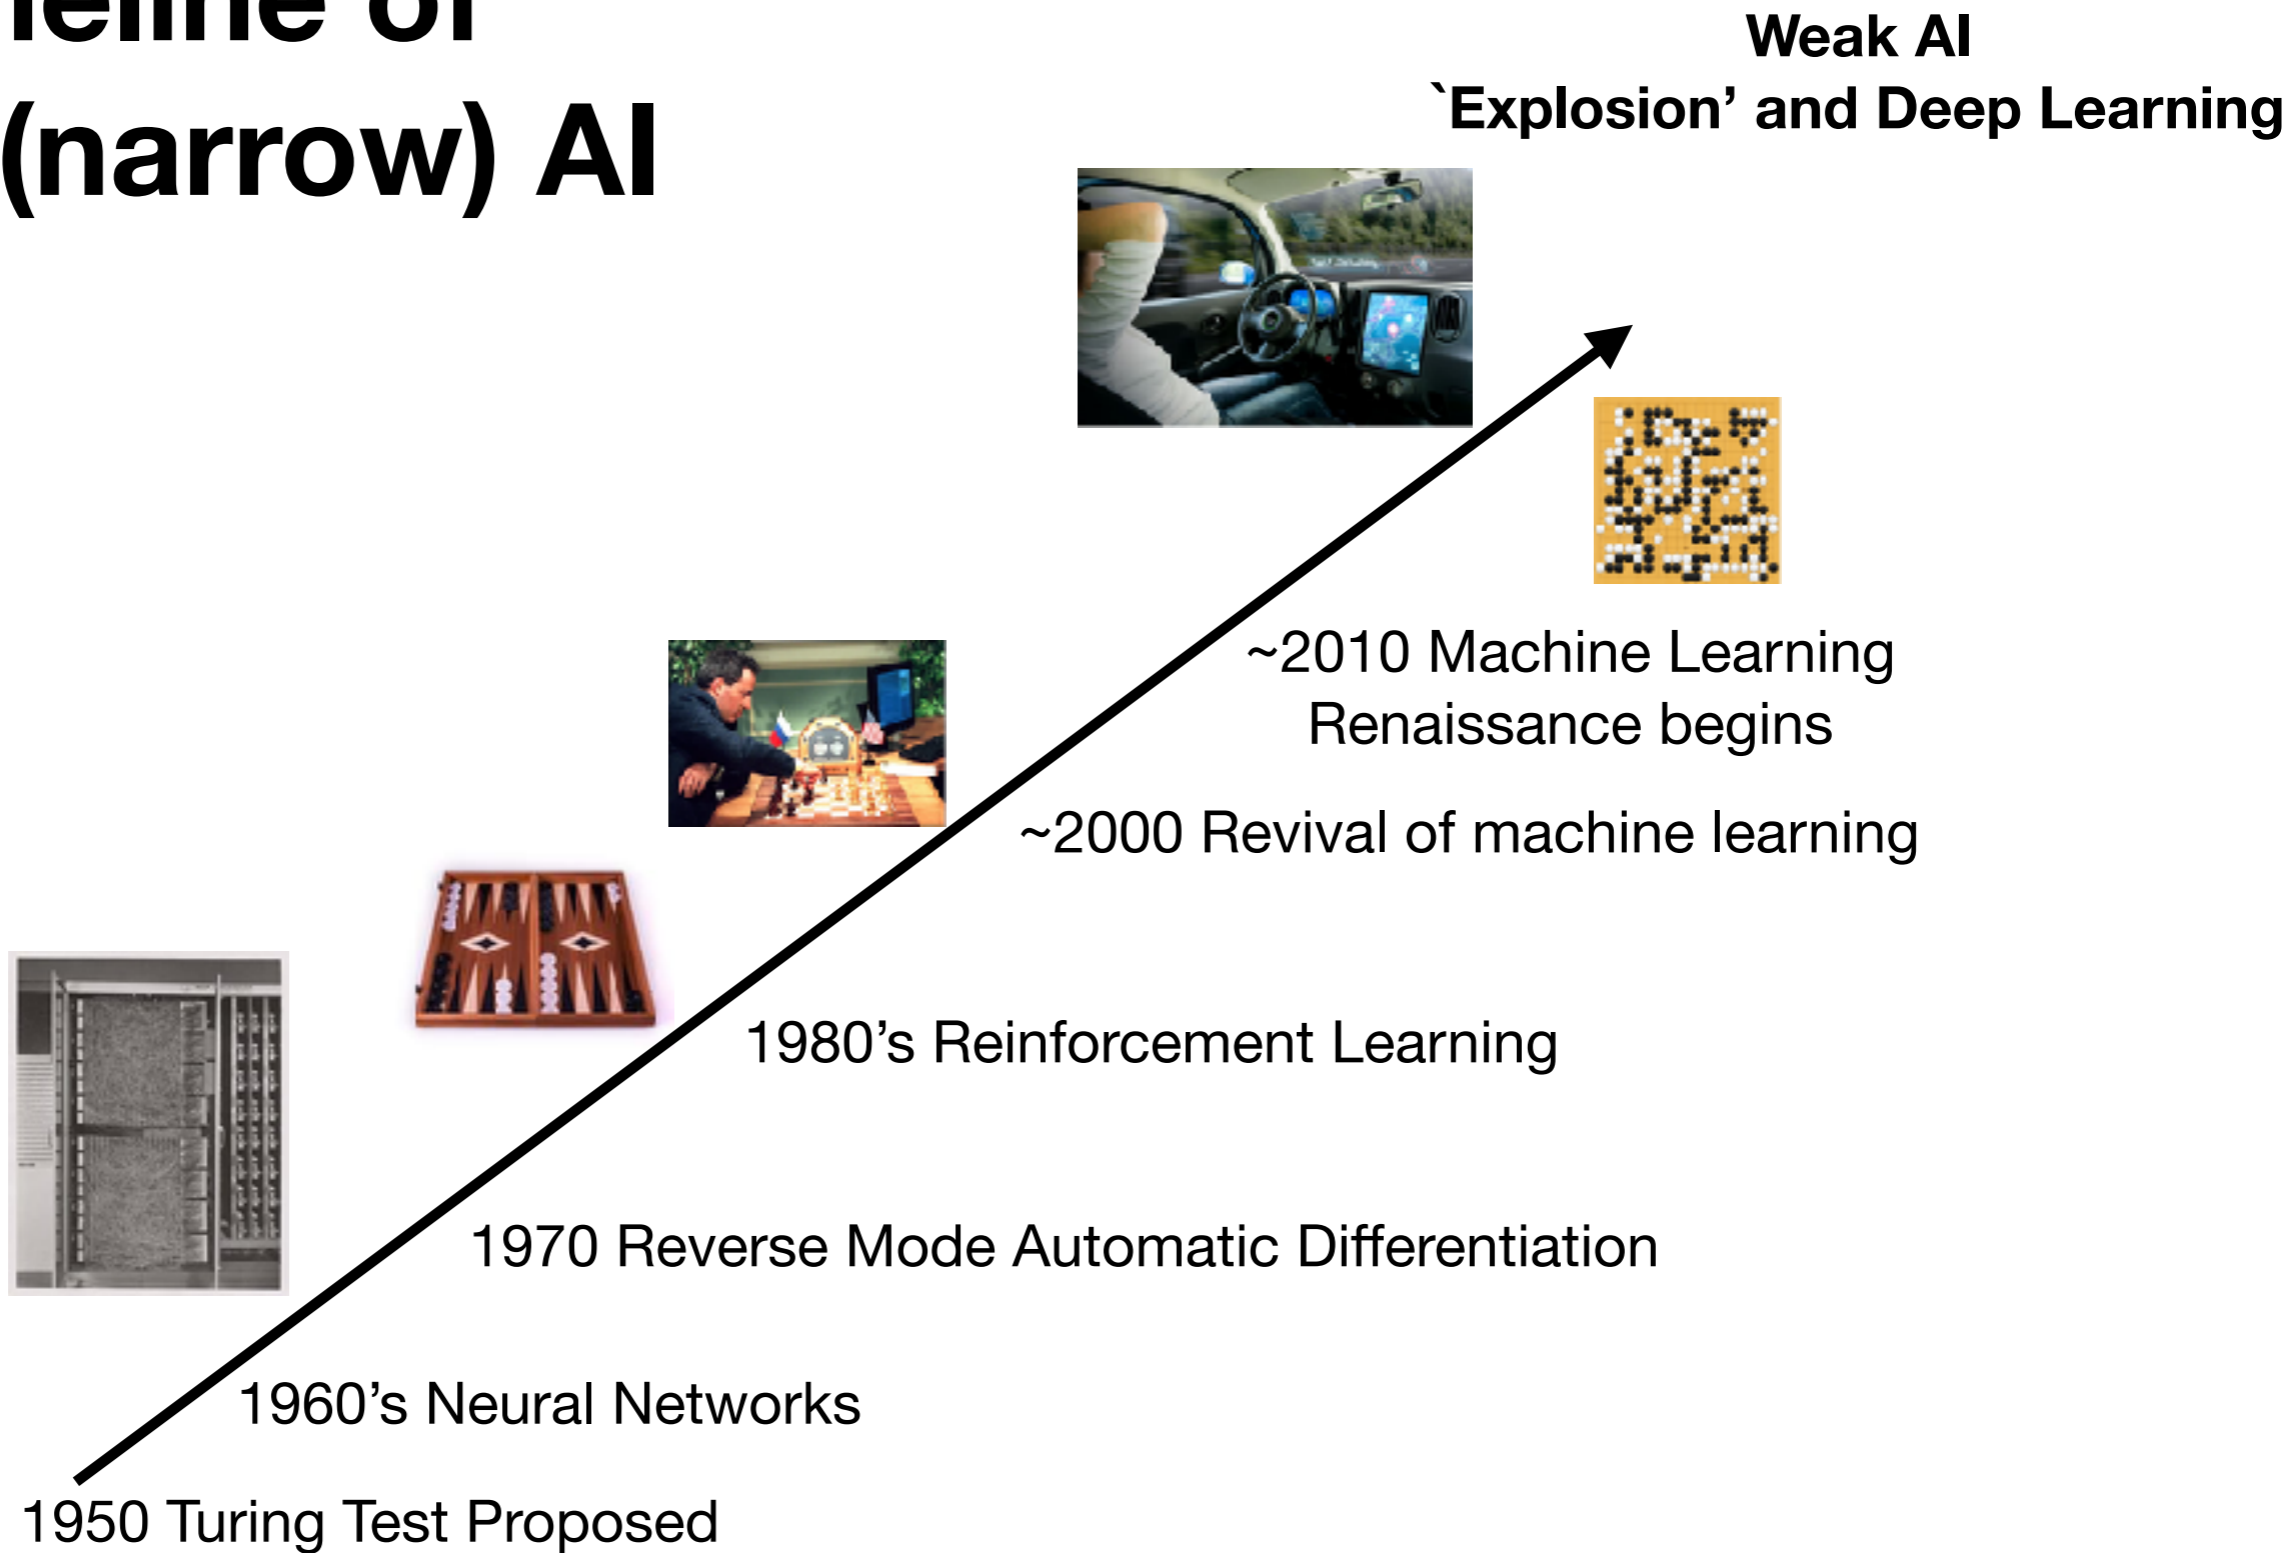 (narrow) AI
Weak AI
`Explosion’ and Deep Learning
~2010 Machine Learning
Renaissance begins
~2000 Revival of machine learning
1980’s Reinforcement Learning
1970 Reverse Mode Automatic Differentiation
1960’s Neural Networks
1950 Turing Test Proposed